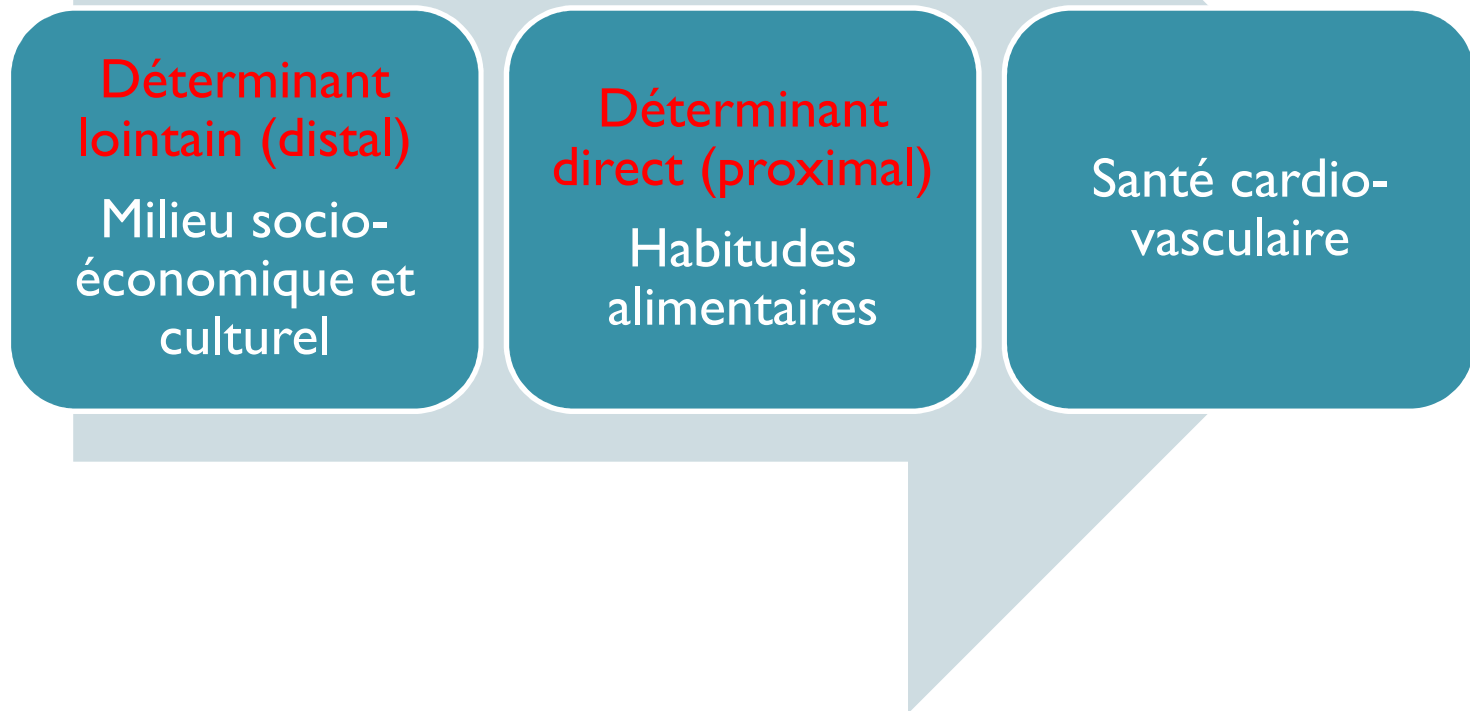 Déterminant
lointain (distal)
Milieu socio-
économique et
culturel
Déterminant
direct (proximal)
Habitudes
alimentaires
Santé cardio-
vasculaire